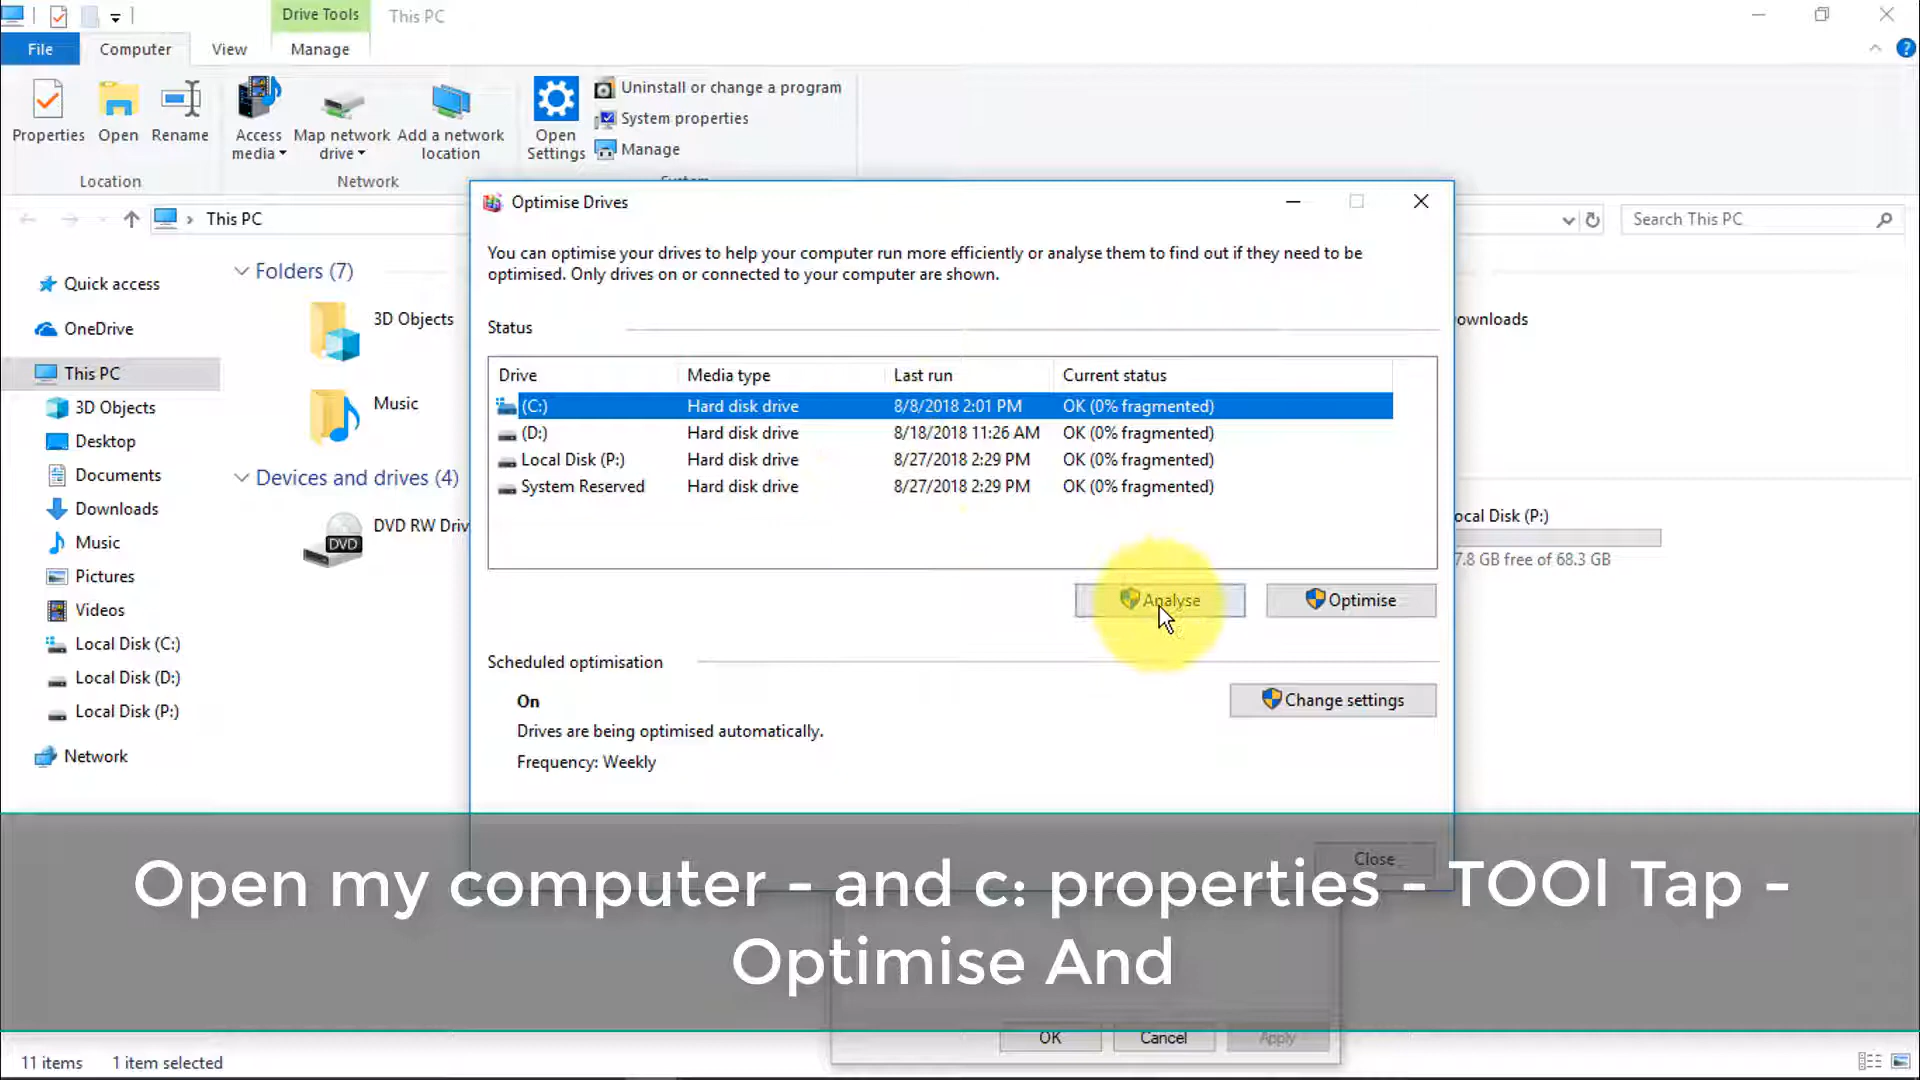 Drive Tools
This PC
File
Computer
View
Manage
Properties
Open
Rename
Access media
Map network drive
Add a network location
Open Settings
Uninstall or change a program
System properties
Manage
Location
Network
This PC
Search This PC
Quick access
OneDrive
This PC
3D Objects
Desktop
Documents
Downloads
Music
Pictures
Videos
Local Disk (C:)
Local Disk (D:)
Local Disk (P:)
Network
Folders (7)
3D Objects
Music
Devices and drives (4)
DVD RW Driv
DVD
ownloads
ocal Disk (P:)
7.8 GB free of 68.3 GB
Optimise Drives
You can optimise your drives to help your computer run more efficiently or analyse them to find out if they need to be
optimised. Only drives on or connected to your computer are shown.
Status
Drive Media type Last run Current status
(C:) Hard disk drive 8/8/2018 2:01 PM OK (0% fragmented)
(D:) Hard disk drive 8/18/2018 11:26 AM OK (0% fragmented)
Local Disk (P:) Hard disk drive 8/27/2018 2:29 PM OK (0% fragmented)
System Reserved Hard disk drive 8/27/2018 2:29 PM OK (0% fragmented)
Analyse
Optimise
Scheduled optimisation
On
Change settings
Drives are being optimised automatically.
Frequency: Weekly
Close
Open my computer - and c: properties - TOOl Tap -
Optimise And
OK
Cancel
Apply
11 items
1 item selected